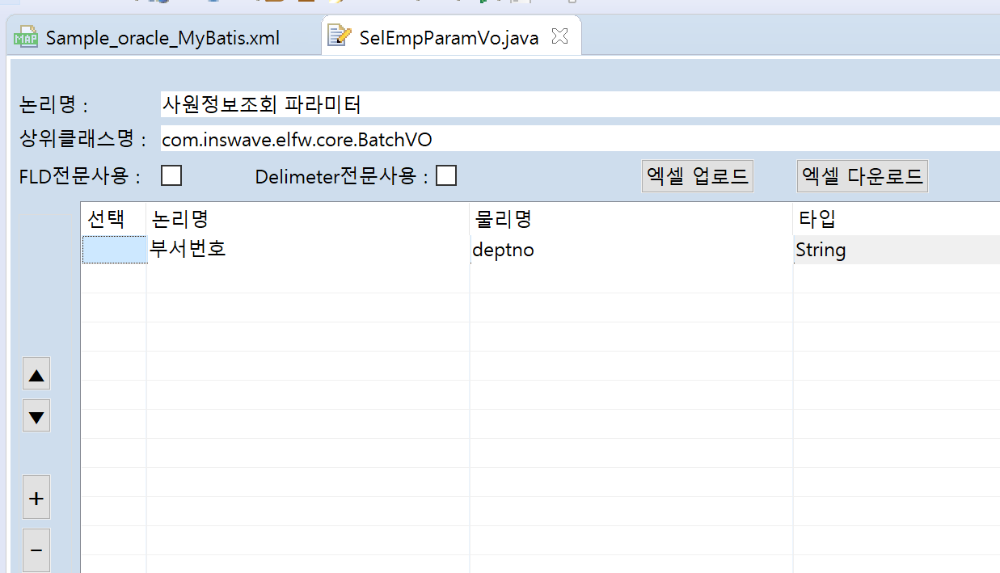 MAP Sample_oracle_MyBatis.xml SelEmpParamVo.java
논리명 : 사원정보조회 파라미터
상위클래스명 : com.inswave.elfw.core.BatchVO
FLD전문사용 : Delimeter전문사용 : 엑셀 업로드 엑셀 다운로드
선택 논리명 물리명 타입
부서번호 deptno String
▲
▼
+
−